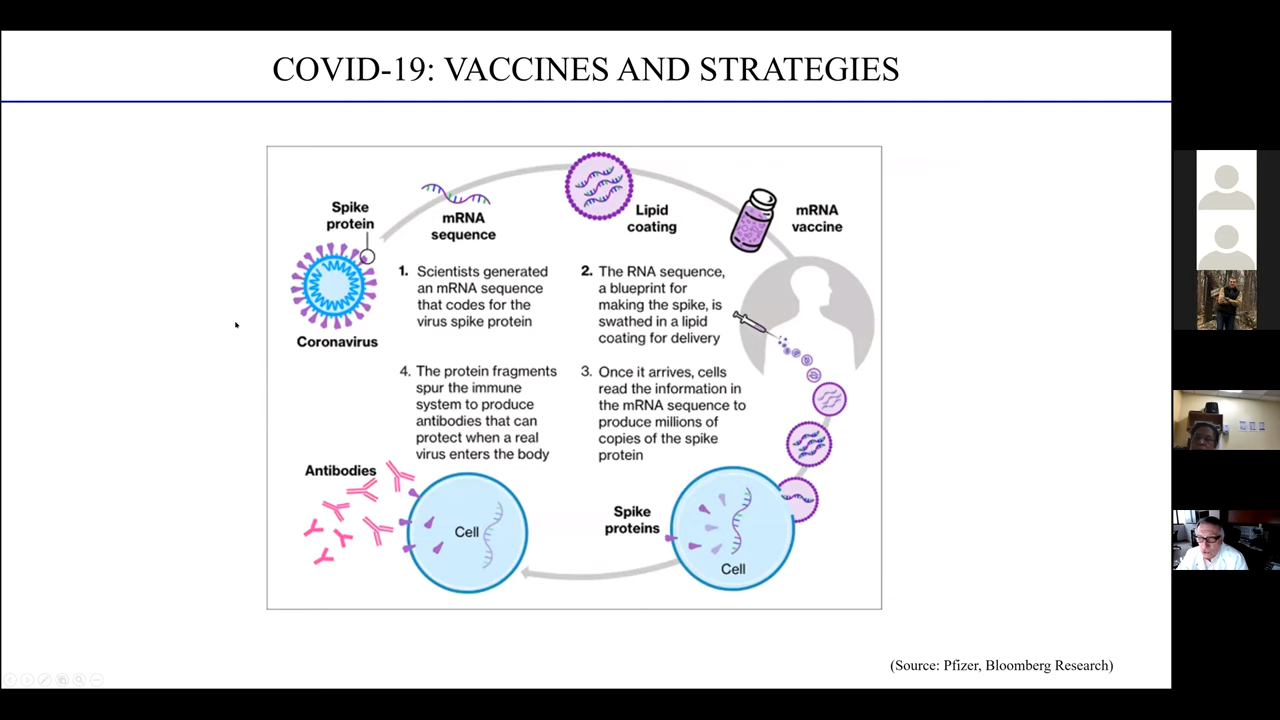 COVID-19: VACCINES AND STRATEGIES
Spike
protein
mRNA
sequence
Lipid
coating
mRNA
vaccine
Coronavirus
1. Scientists generated
an mRNA sequence
that codes for the
virus spike protein
2. The RNA sequence,
a blueprint for
making the spike, is
swathed in a lipid
coating for delivery
4. The protein fragments
spur the immune
system to produce
antibodies that can
protect when a real
virus enters the body
3. Once it arrives, cells
read the information in
the mRNA sequence to
produce millions of
copies of the spike
protein
Antibodies
Cell
Spike
proteins
Cell
(Source: Pfizer, Bloomberg Research)